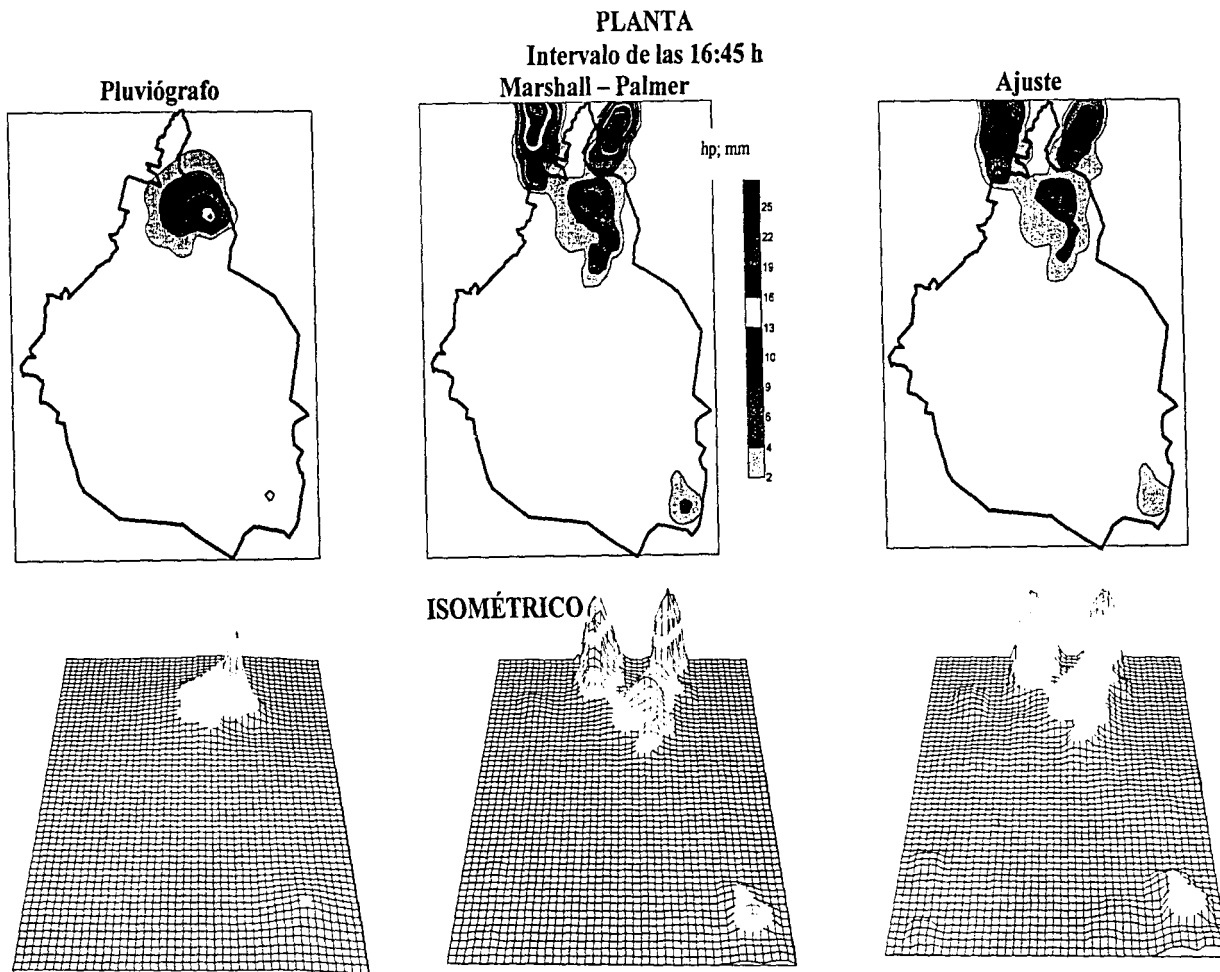 PLANTA
Intervalo de las 16:45 h
Pluviógrafo
Marshall – Palmer
Ajuste
hp; mm
25
22
19
16
13
10
9
6
4
2
ISOMÉTRICO